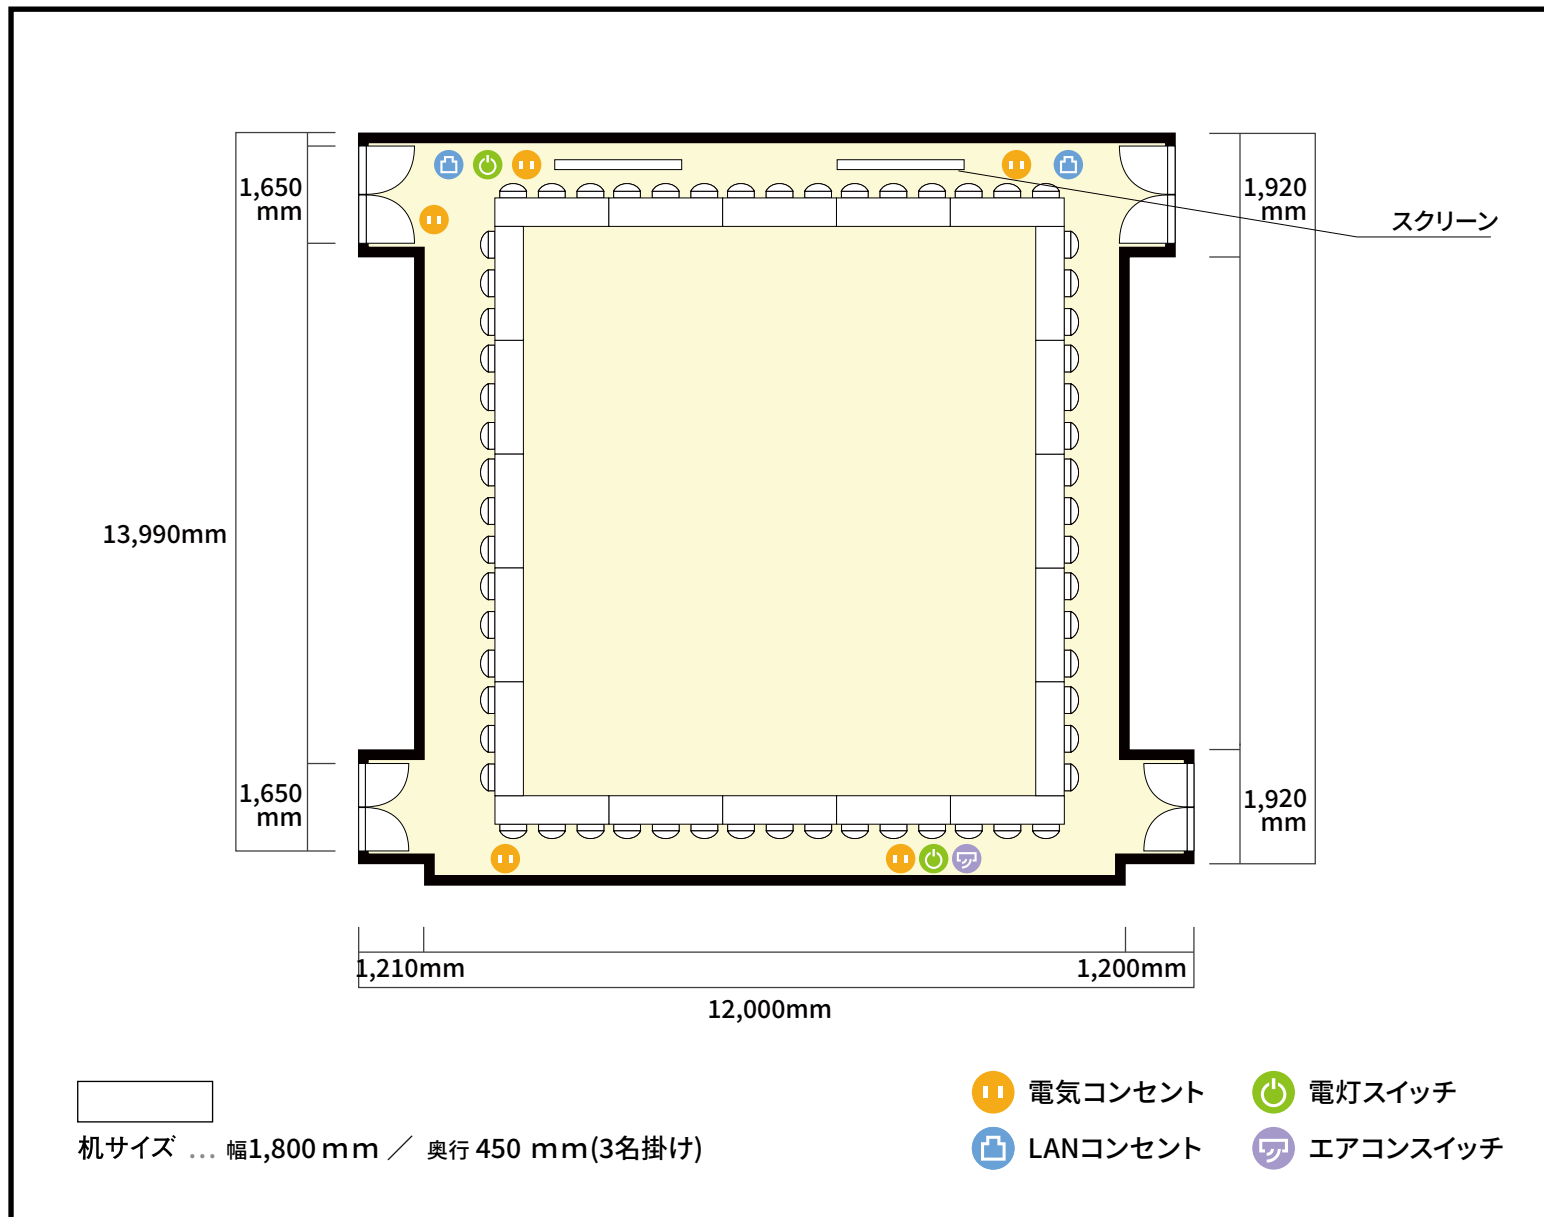 1,650
mm
1,920
mm
スクリーン
13,990mm
1,650
mm
1,920
mm
1,210mm
1,200mm
12,000mm
机サイズ … 幅1,800ｍｍ ／ 奥行 450 ｍｍ(3名掛け)
電気コンセント
電灯スイッチ
LANコンセント
エアコンスイッチ